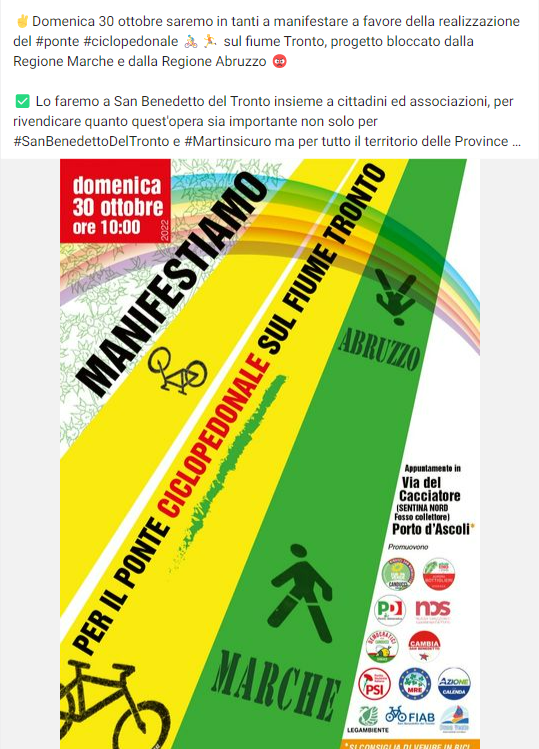 ✌ Domenica 30 ottobre saremo in tanti a manifestare a favore della realizzazione
del #ponte #ciclopedonale 🚴 🏃 sul fiume Tronto, progetto bloccato dalla
Regione Marche e dalla Regione Abruzzo
✅ Lo faremo a San Benedetto del Tronto insieme a cittadini ed associazioni, per
rivendicare quanto quest'opera sia importante non solo per
#SanBenedettoDelTronto e #Martinsicuro ma per tutto il territorio delle Province ...
domenica
30 ottobre
ore 10:00
2022
MANIFESTIAMO
PER IL PONTE CICLOPEDONALE SUL FIUME TRONTO
ABRUZZO
MARCHE
Appuntamento in
Via del
Cacciatore
(SENTINA NORD
Fosso collettore)
Porto d'Ascoli*
Promuovono
PD
nos
DEMOCRATICI
CAMBIA
PSI
MRE
AZIONE
CALENDA
LEGAMBIENTE
FIAB
*SI CONSIGLIA DI VENIRE IN BICI